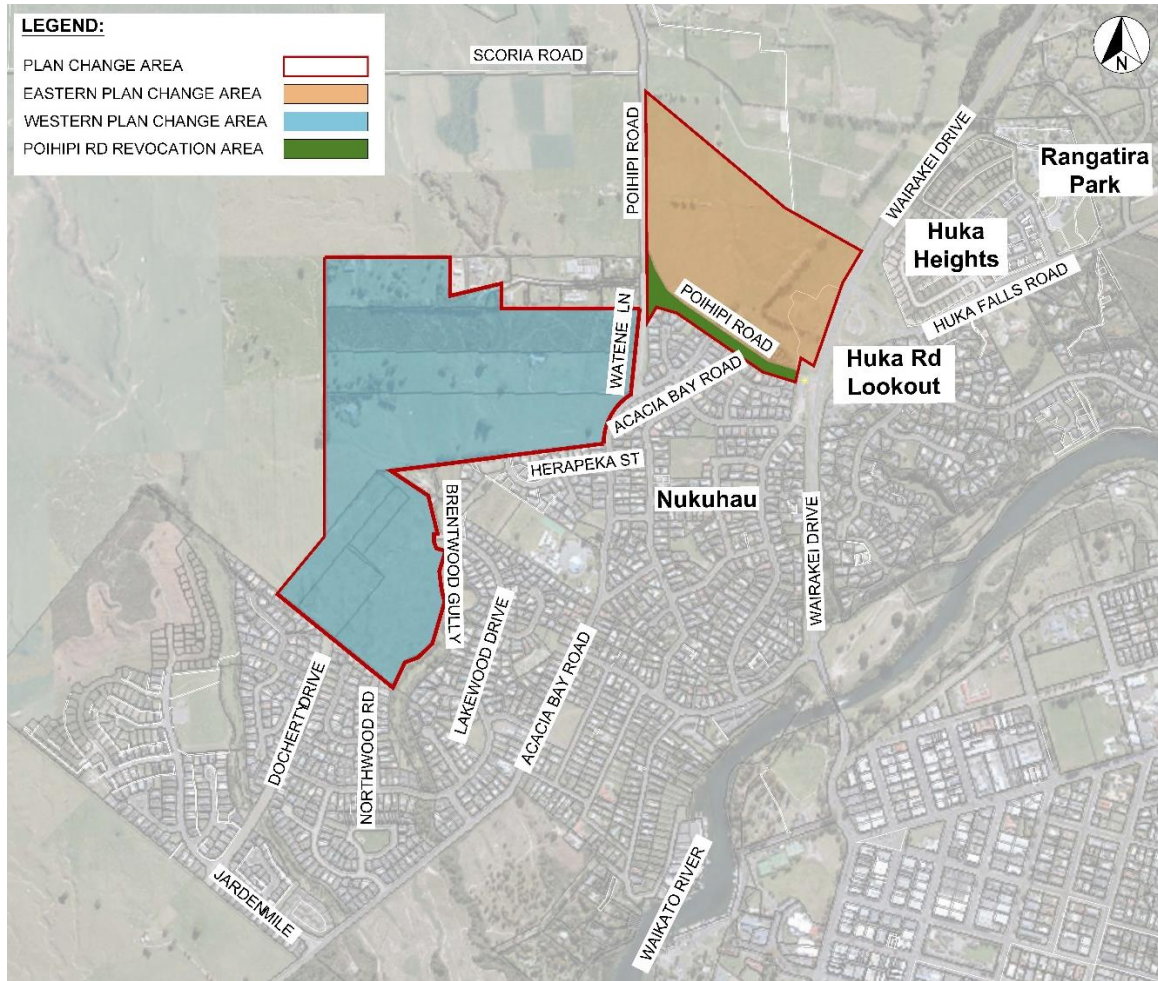 LEGEND:
PLAN CHANGE AREA
EASTERN PLAN CHANGE AREA
WESTERN PLAN CHANGE AREA
POIHIPI RD REVOCATION AREA
N
SCORIA ROAD
POIHIPI ROAD
WAIRAKEI DRIVE
Rangatira
Park
Huka
Heights
HUKA FALLS ROAD
POIHIPI ROAD
WATENE LN
Huka Rd
Lookout
ACACIA BAY ROAD
HERAPEKA ST
Nukuhau
BRENTWOOD GULLY
WAIRAKEI DRIVE
LAKEWOOD DRIVE
ACACIA BAY ROAD
DOCHERTY DRIVE
NORTHWOOD RD
JARDEN MILE
WAIKATO RIVER